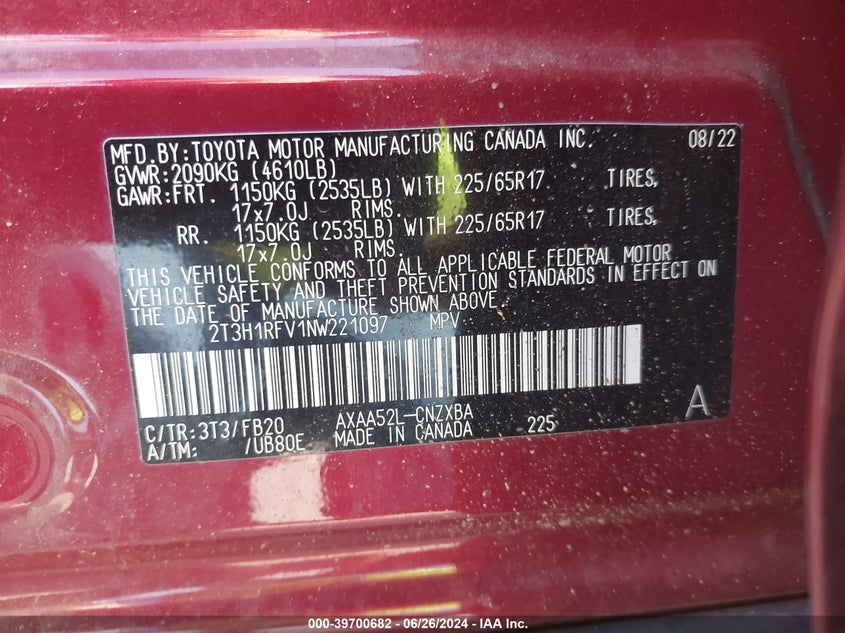 MFD.BY:TOYOTA MOTOR MANUFACTURING CANADA INC. 08/22
GVWR:2090KG (4610LB)
GAWR:FRT. 1150KG (2535LB) WITH 225/65R17 TIRES,
17x7.0J RIMS.
RR. 1150KG (2535LB) WITH 225/65R17 TIRES,
17x7.0J RIMS.
THIS VEHICLE CONFORMS TO ALL APPLICABLE FEDERAL MOTOR
VEHICLE SAFETY AND THEFT PREVENTION STANDARDS IN EFFECT ON
THE DATE OF MANUFACTURE SHOWN ABOVE.
2T3H1RFV1NW221097 MPV
C/TR:3T3/FB20 AXAA52L-CNZXBA A
A/TM: /UB80E MADE IN CANADA 225
000-39700682 / 06/26/2024 - IAA Inc.